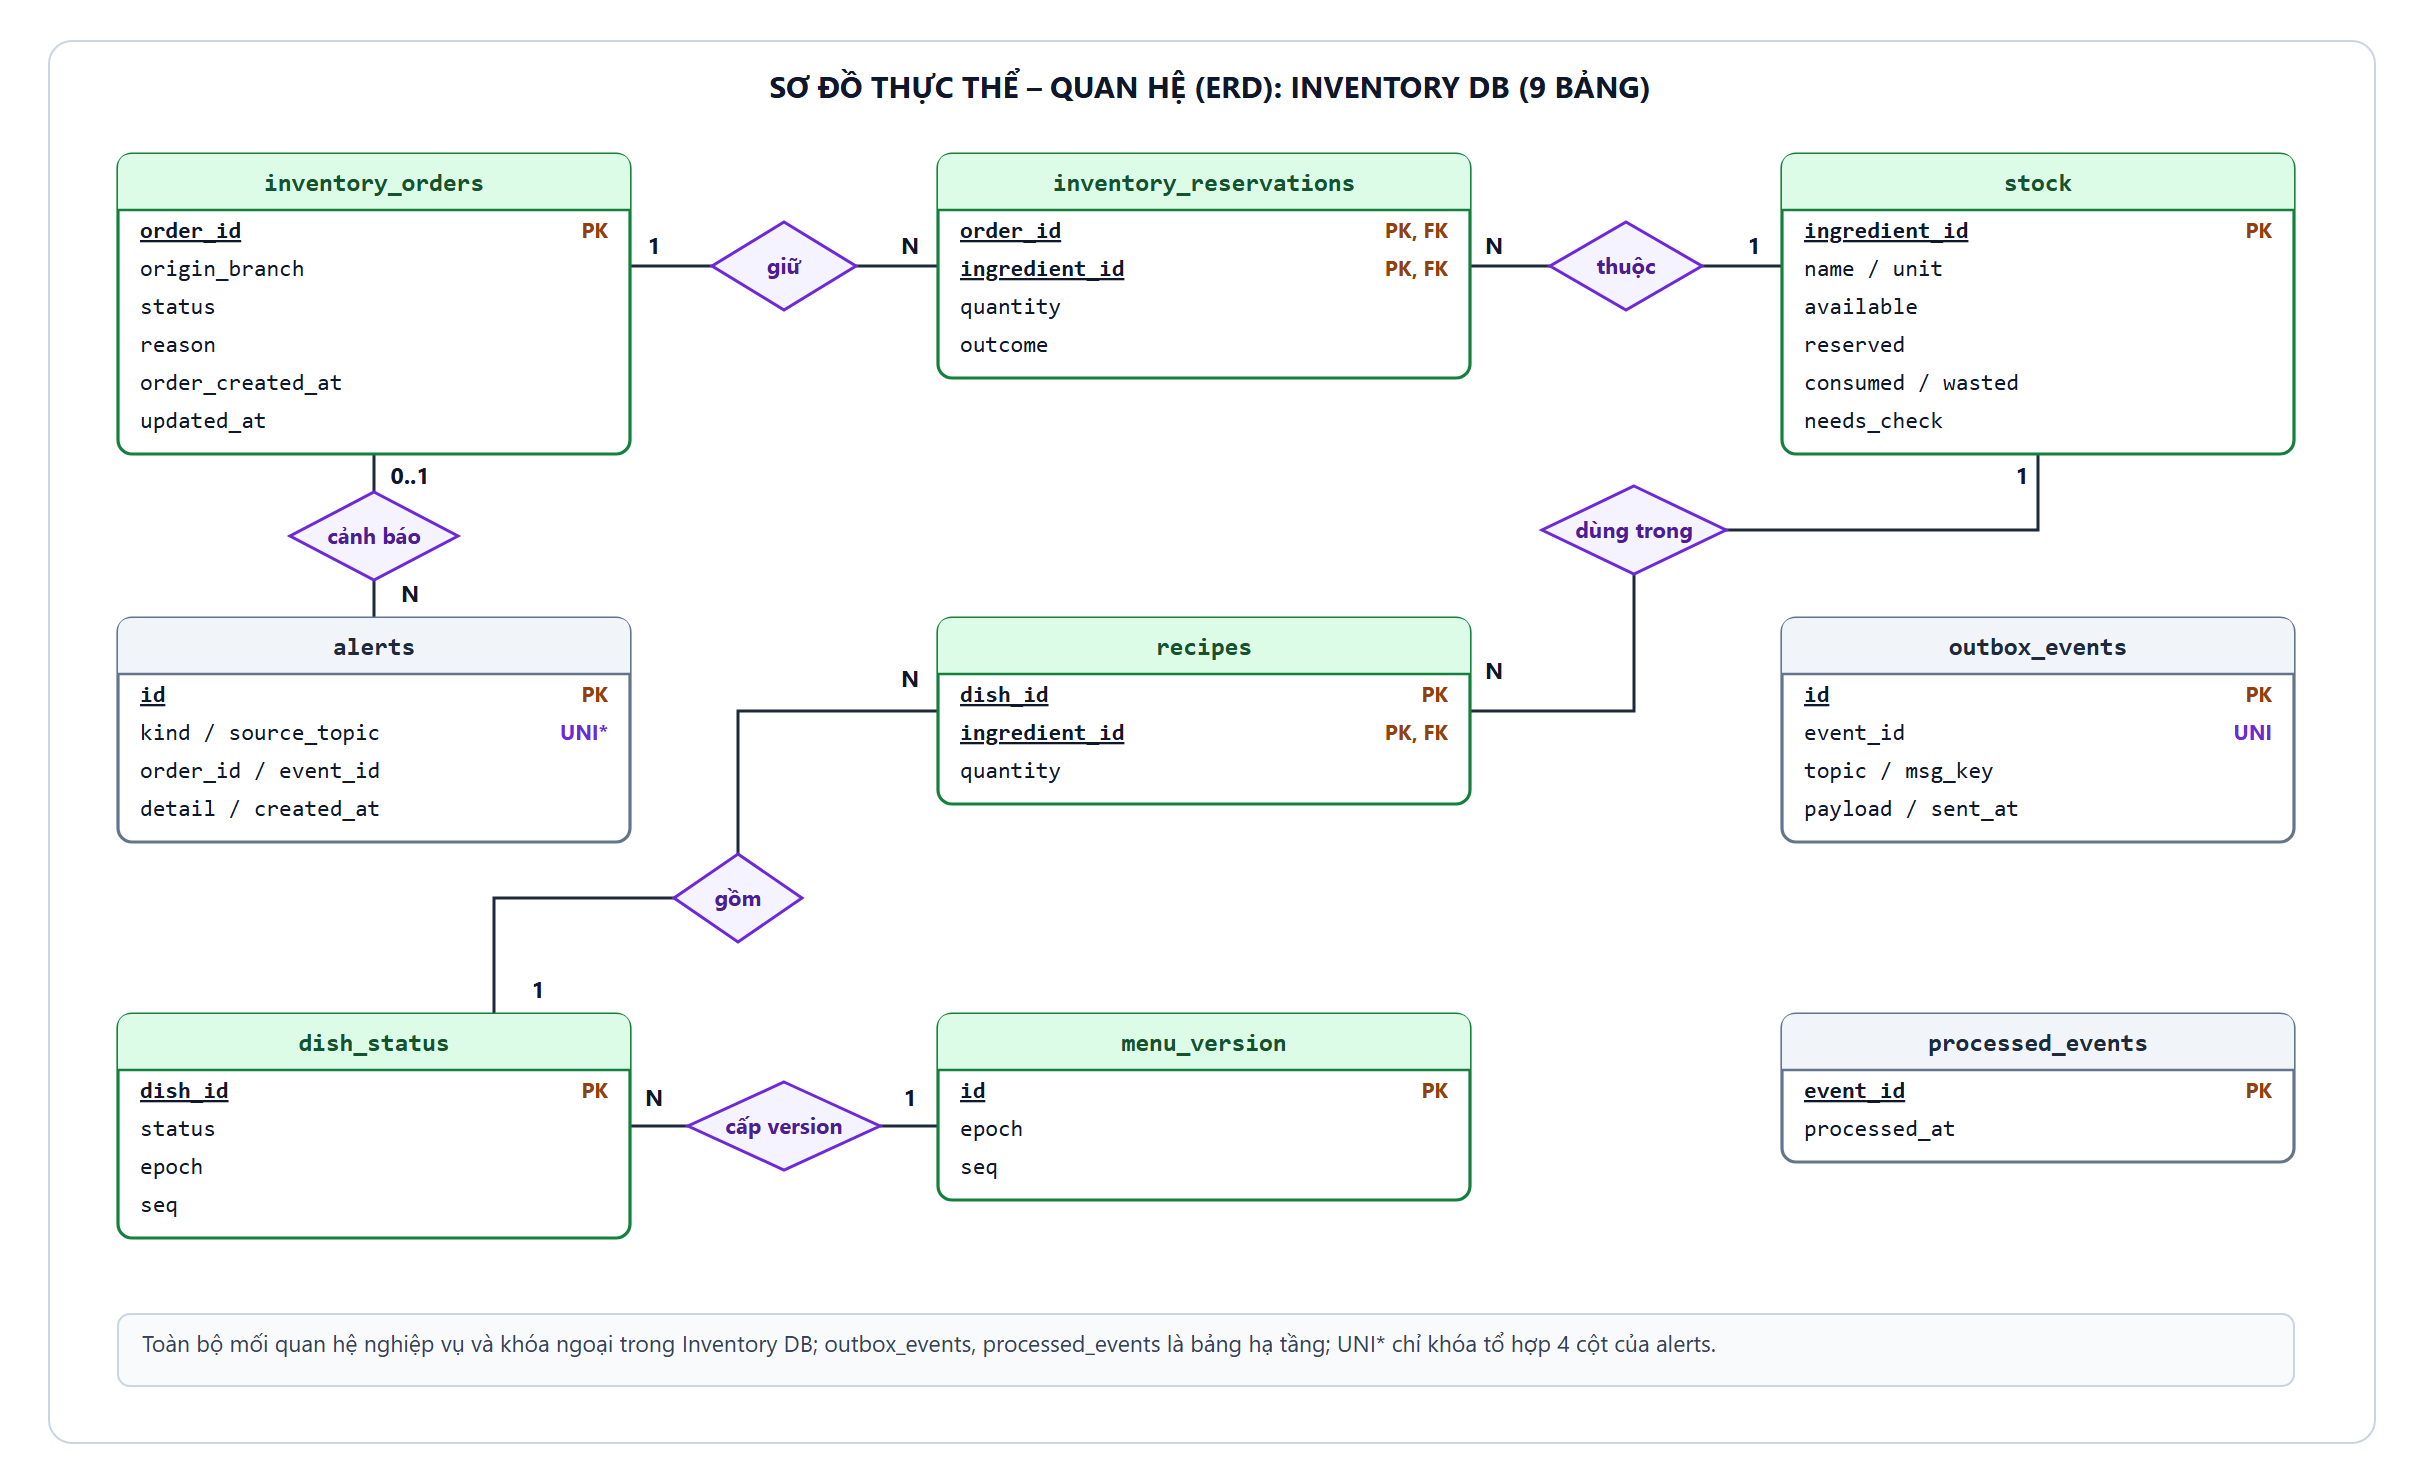 SƠ ĐỒ THỰC THỂ – QUAN HỆ (ERD): INVENTORY DB (9 BẢNG)
inventory_orders
order_id PK
origin_branch
status
reason
order_created_at
updated_at
1
giữ
N
inventory_reservations
order_id PK, FK
ingredient_id PK, FK
quantity
outcome
N
thuộc
1
stock
ingredient_id PK
name / unit
available
reserved
consumed / wasted
needs_check
0..1
cảnh báo
N
1
dùng trong
N
alerts
id PK
kind / source_topic UNI*
order_id / event_id
detail / created_at
N
recipes
dish_id PK
ingredient_id PK, FK
quantity
outbox_events
id PK
event_id UNI
topic / msg_key
payload / sent_at
gồm
1
dish_status
dish_id PK
status
epoch
seq
N
cấp version
1
menu_version
id PK
epoch
seq
processed_events
event_id PK
processed_at
Toàn bộ mối quan hệ nghiệp vụ và khóa ngoại trong Inventory DB; outbox_events, processed_events là bảng hạ tầng; UNI* chỉ khóa tổ hợp 4 cột của alerts.